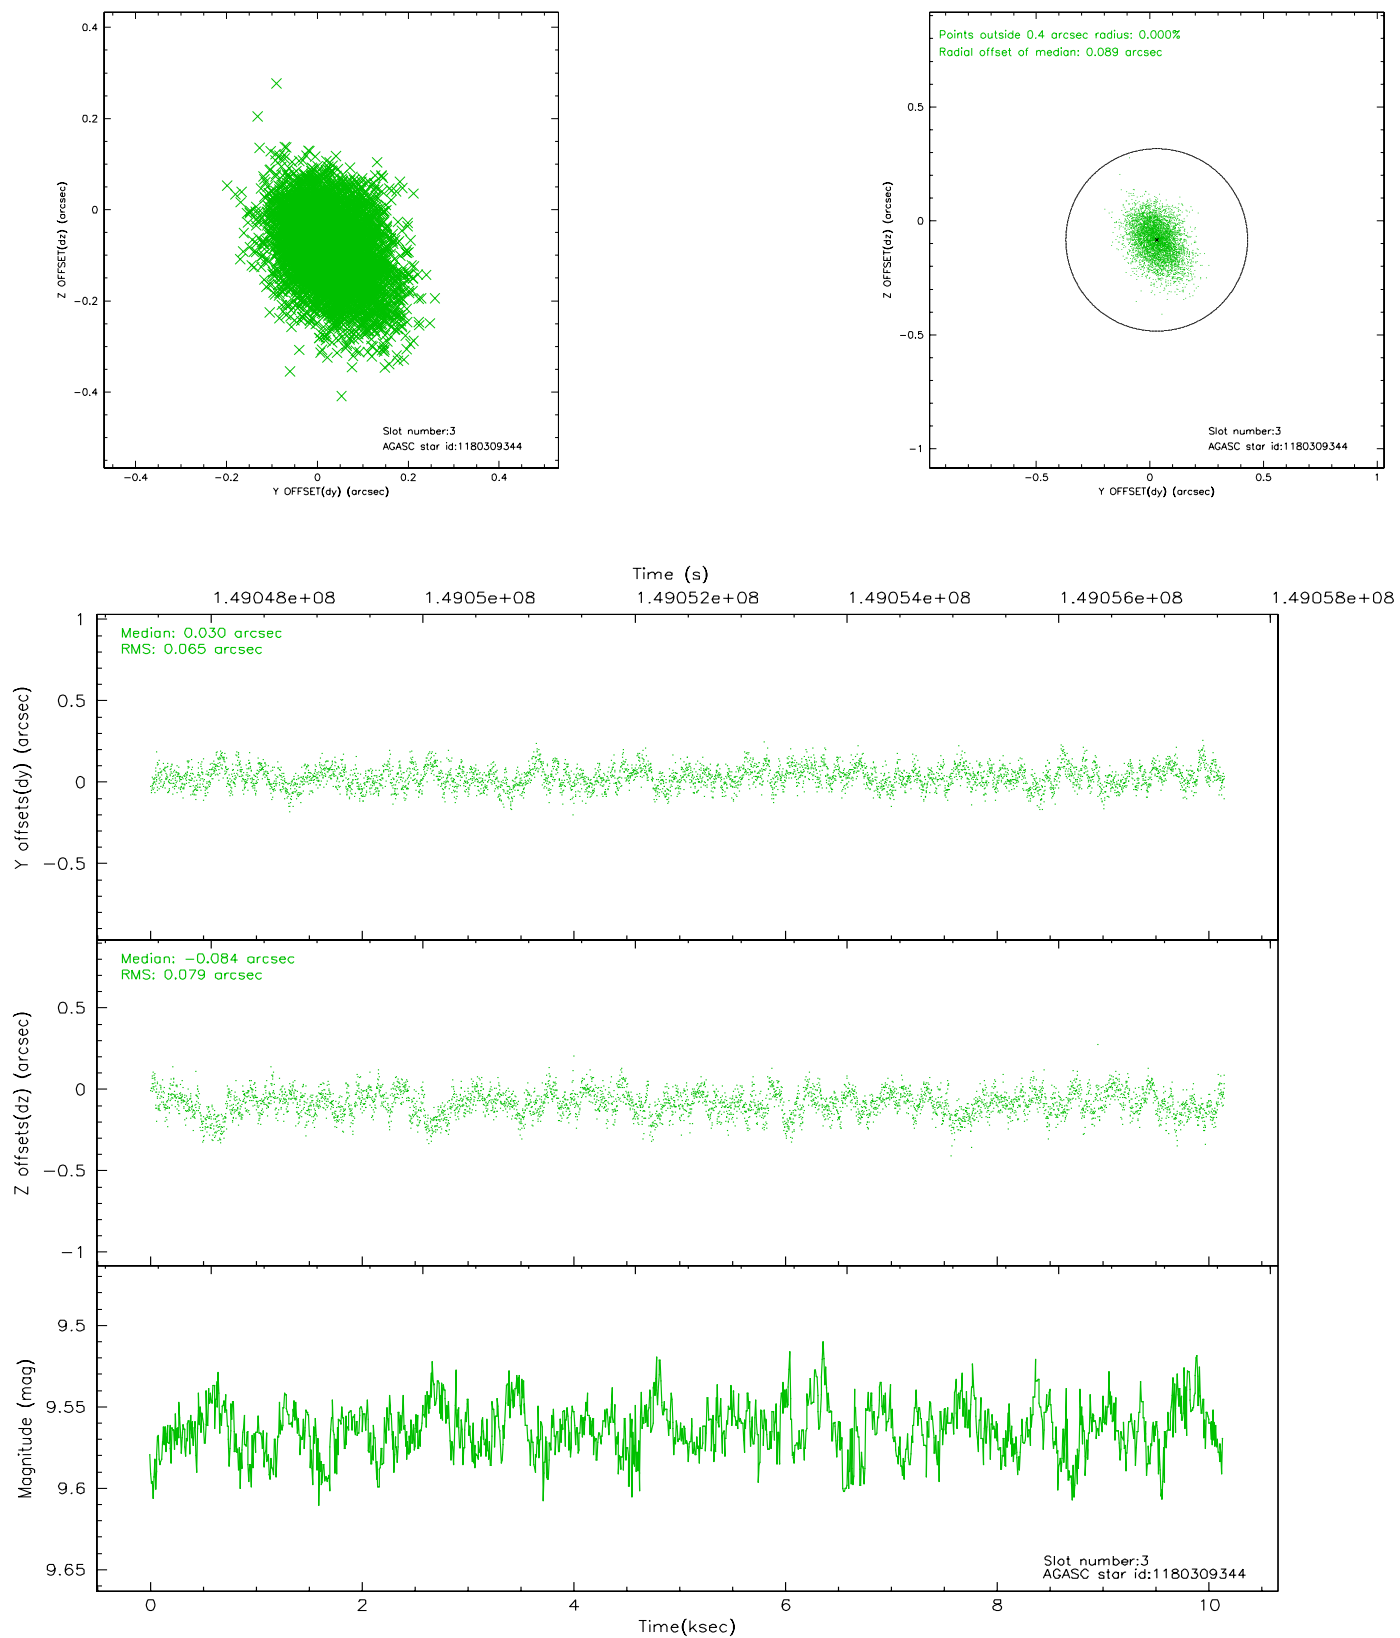 0.4
0.2
0
-0.2
-0.4
Z OFFSET(dz) (arcsec)
Slot number:3
AGASC star id:1180309344
-0.4 -0.2 0 0.2 0.4
Y OFFSET(dy) (arcsec)
Points outside 0.4 arcsec radius: 0.000%
Radial offset of median: 0.089 arcsec
0.5
0
-0.5
-1
Z OFFSET(dz) (arcsec)
Slot number:3
AGASC star id:1180309344
-0.5 0 0.5 1
Y OFFSET(dy) (arcsec)
Time (s)
1.49048e+08 1.4905e+08 1.49052e+08 1.49054e+08 1.49056e+08 1.49058e+08
Median: 0.030 arcsec
RMS: 0.065 arcsec
1
0.5
0
-0.5
Y offsets(dy) (arcsec)
Median: -0.084 arcsec
RMS: 0.079 arcsec
0.5
0
-0.5
-1
Z offsets(dz) (arcsec)
9.5
9.55
9.6
9.65
Magnitude (mag)
Slot number:3
AGASC star id:1180309344
0 2 4 6 8 10
Time(ksec)